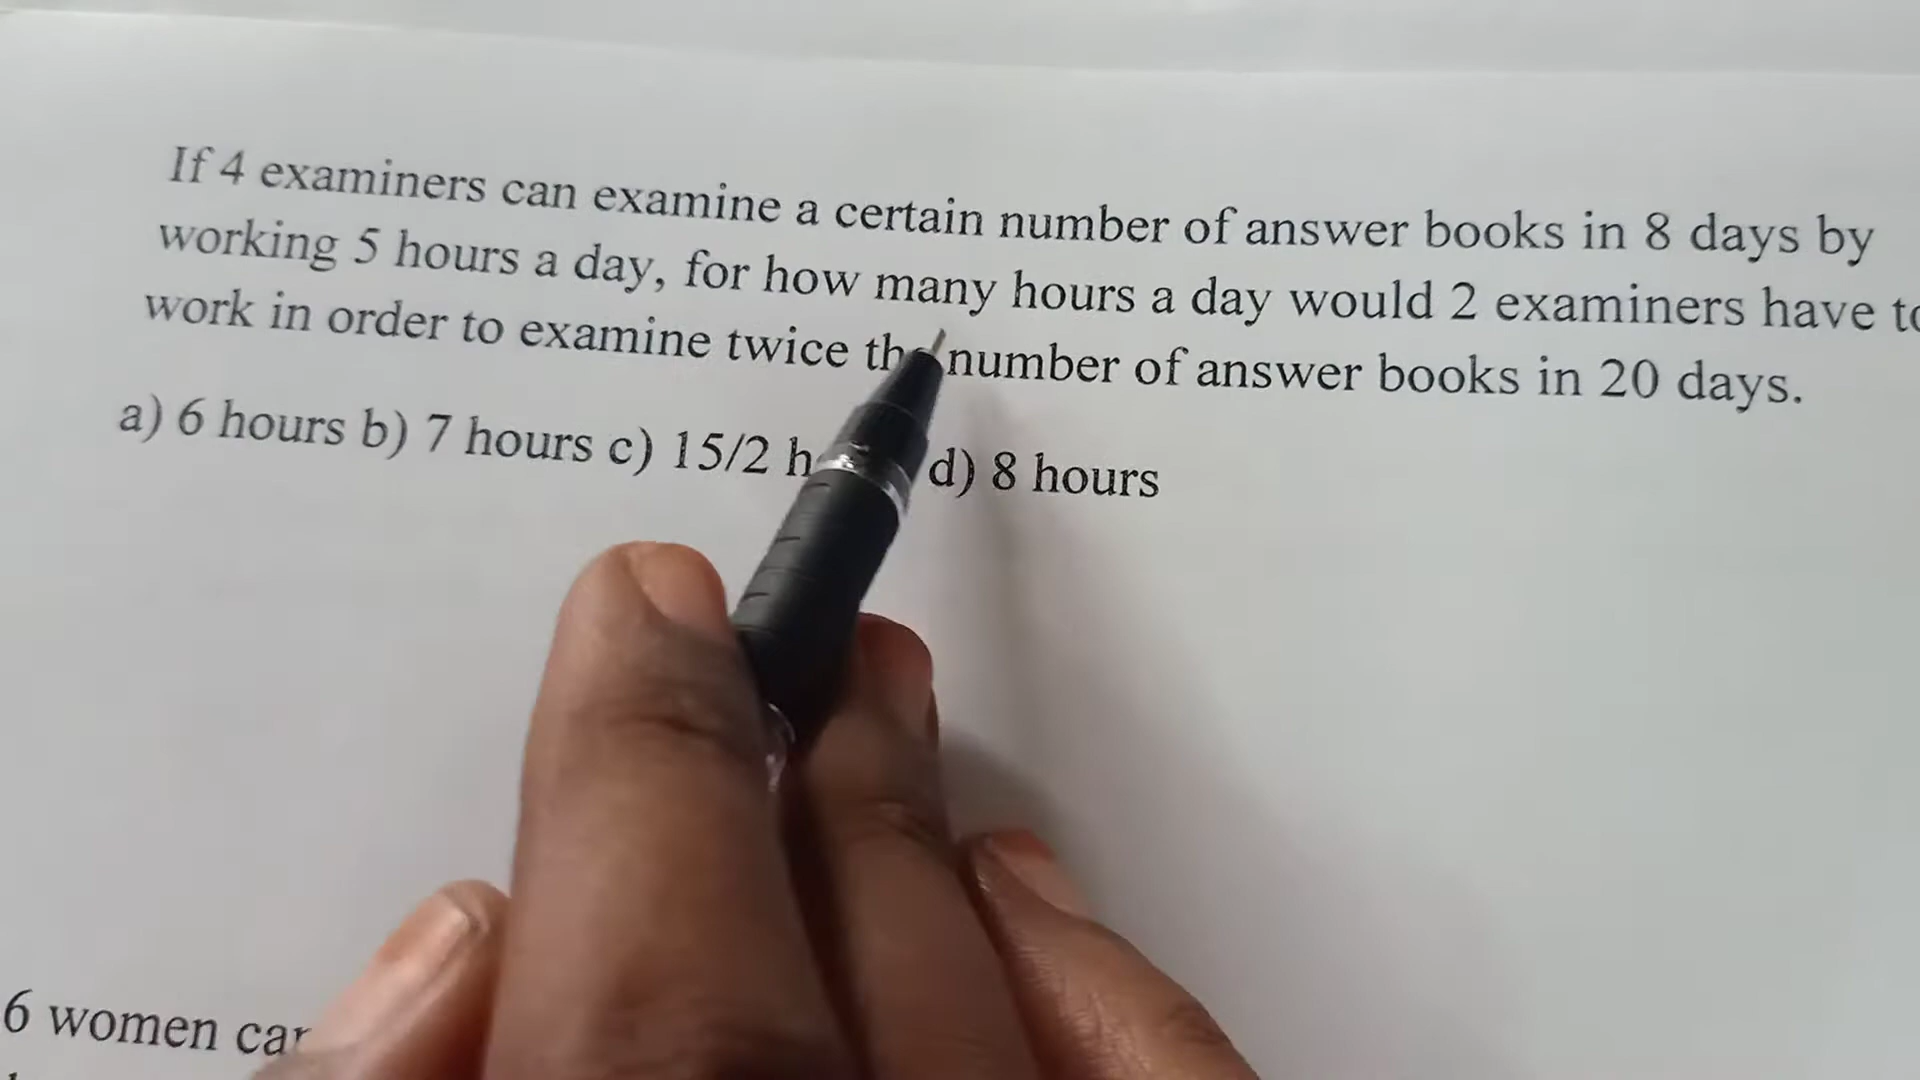 If 4 examiners can examine a certain number of answer books in 8 days by
working 5 hours a day, for how many hours a day would 2 examiners have to
work in order to examine twice the number of answer books in 20 days.
a) 6 hours b) 7 hours c) 15/2 h d) 8 hours
6 women can